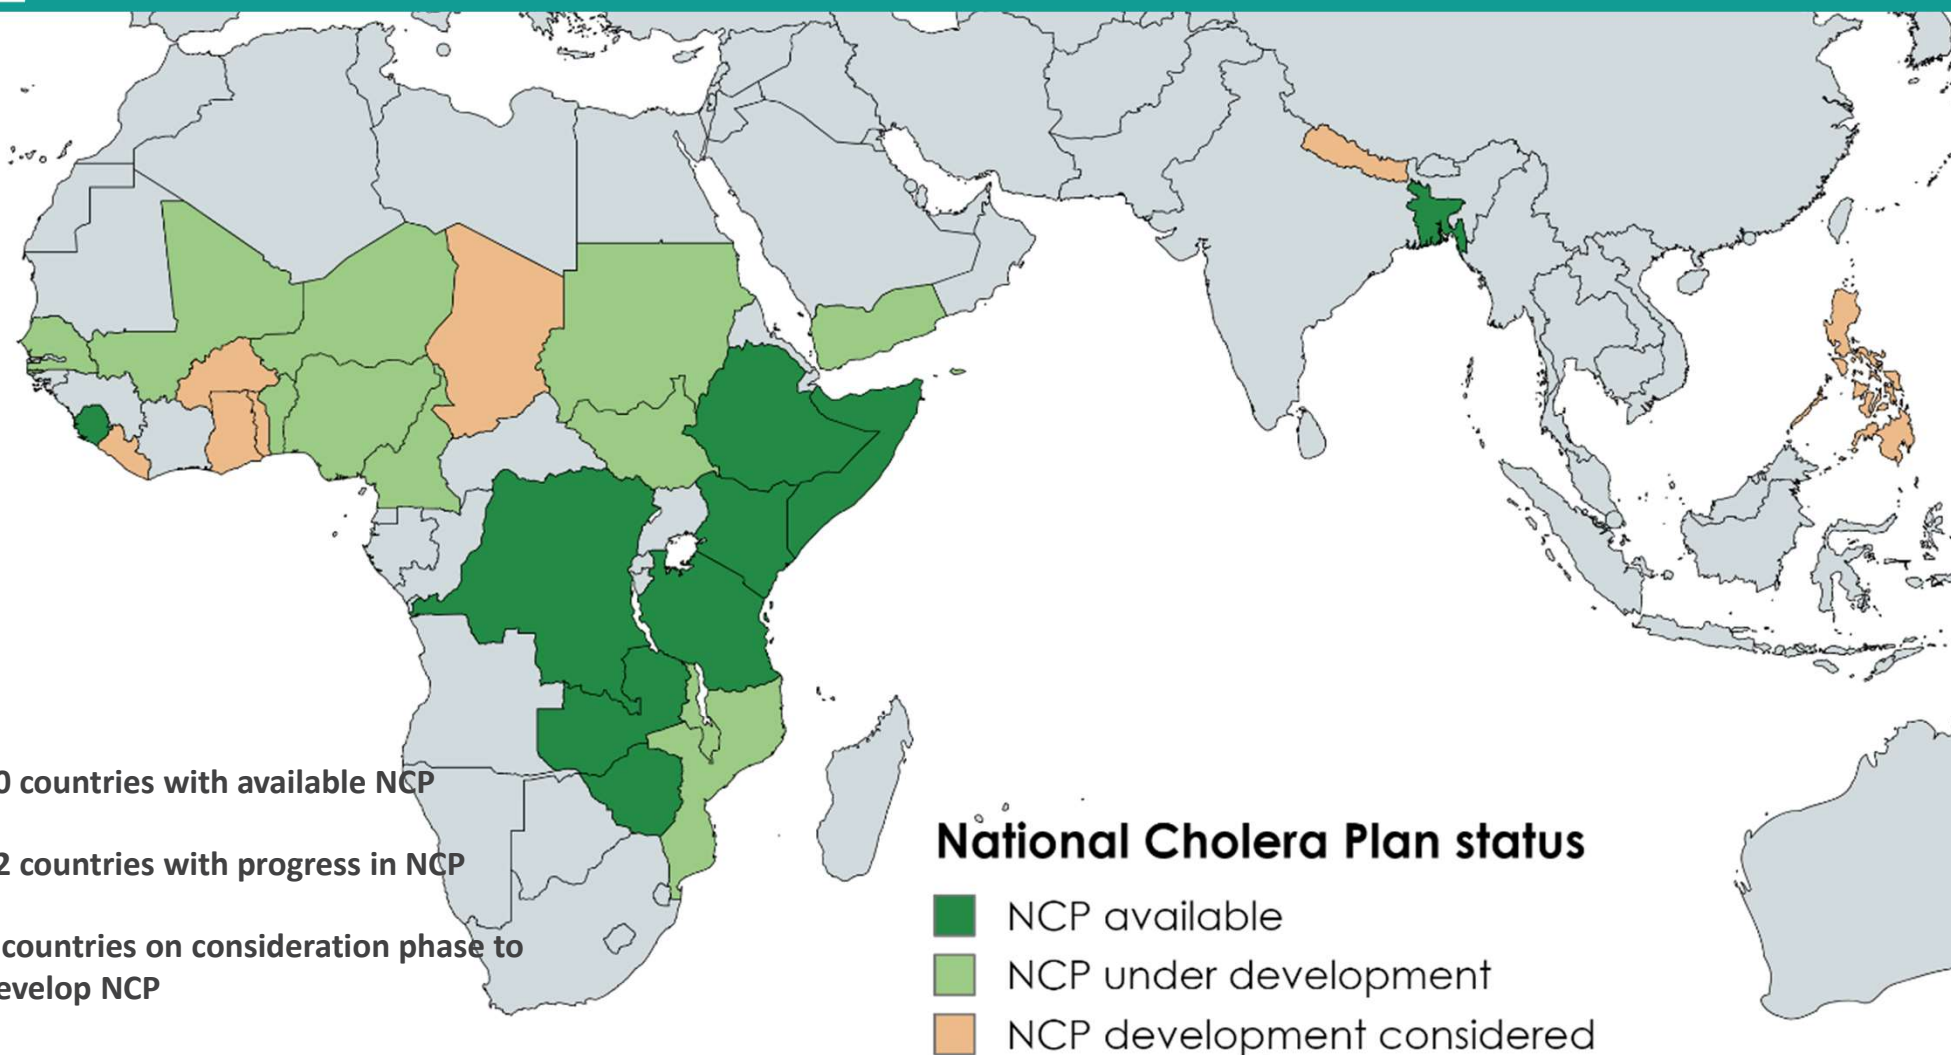 0 countries with available NCP
2 countries with progress in NCP
countries on consideration phase to
evelop NCP
National Cholera Plan status
NCP available
NCP under development
NCP development considered